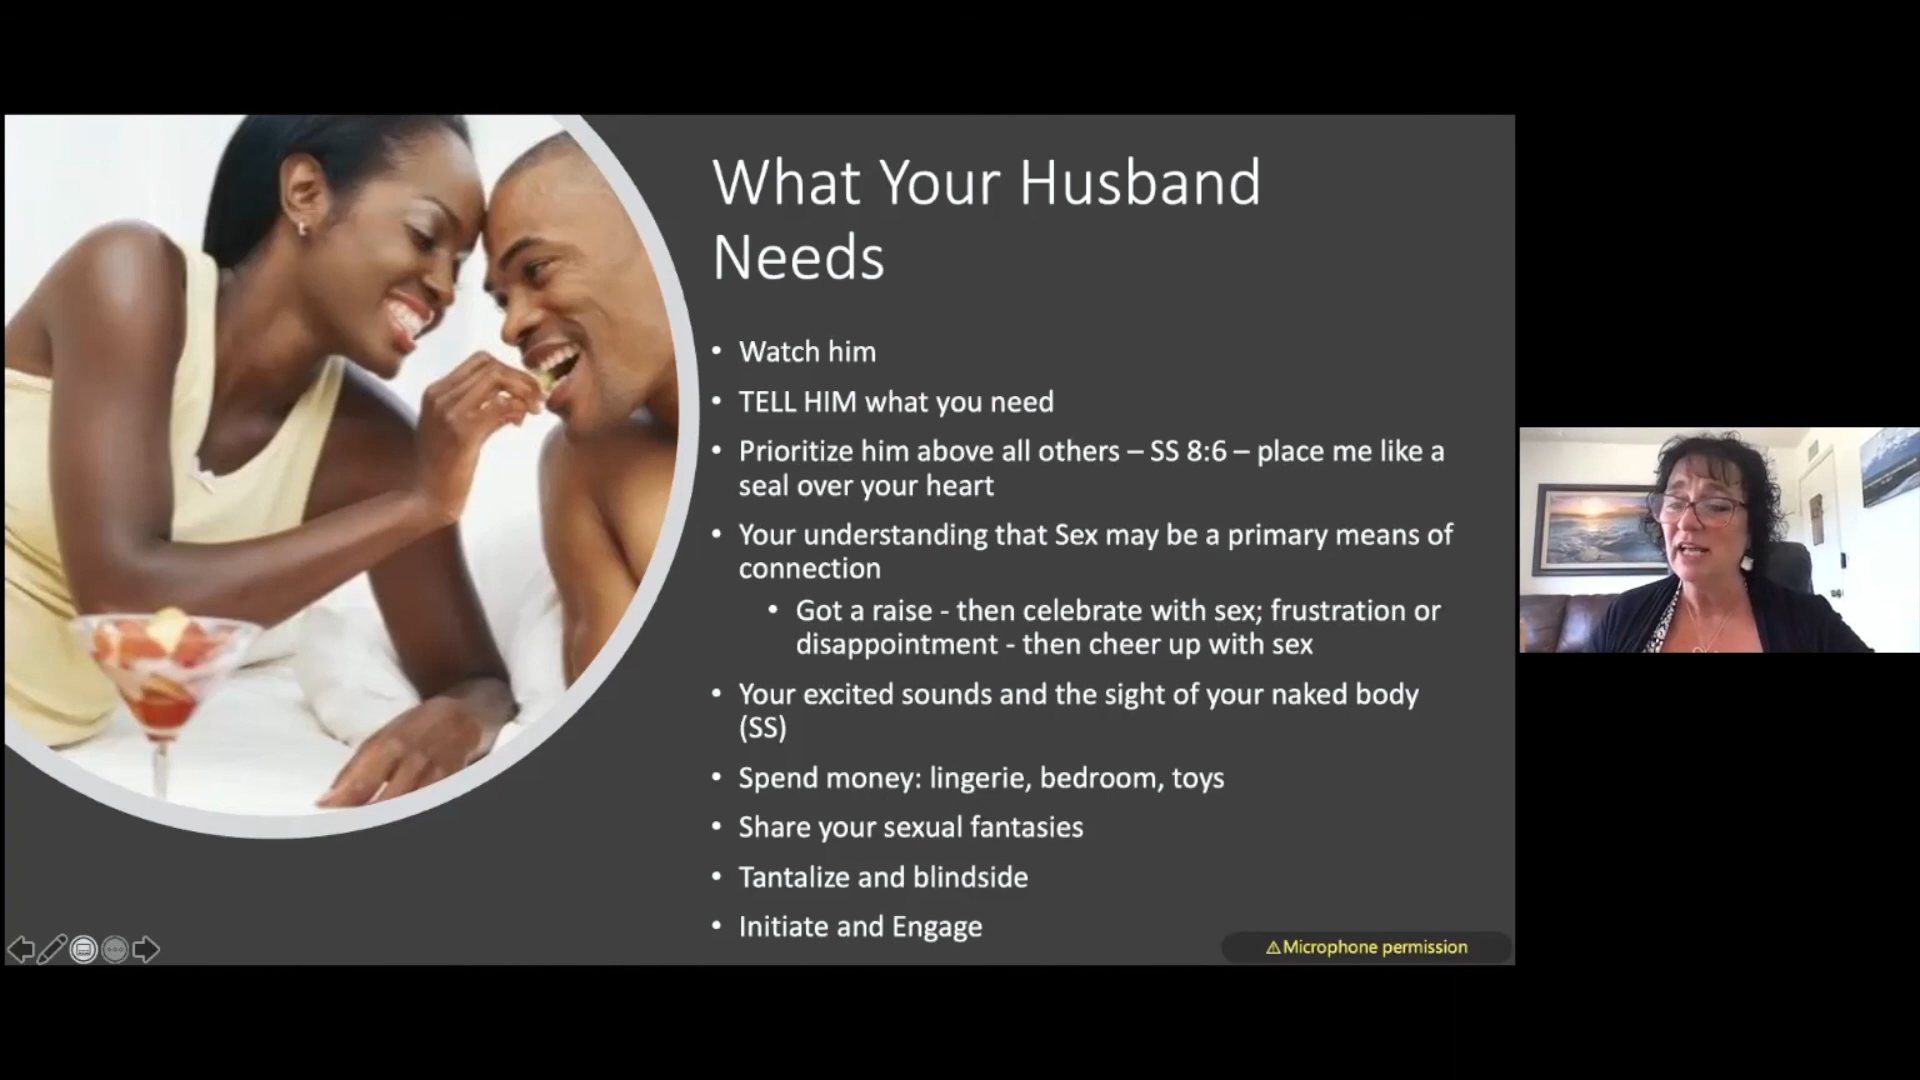 What Your Husband
Needs
• Watch him
• TELL HIM what you need
• Prioritize him above all others – SS 8:6 – place me like a
seal over your heart
• Your understanding that Sex may be a primary means of
connection
• Got a raise - then celebrate with sex; frustration or
disappointment - then cheer up with sex
• Your excited sounds and the sight of your naked body
(SS)
• Spend money: lingerie, bedroom, toys
• Share your sexual fantasies
• Tantalize and blindside
• Initiate and Engage
⚠Microphone permission